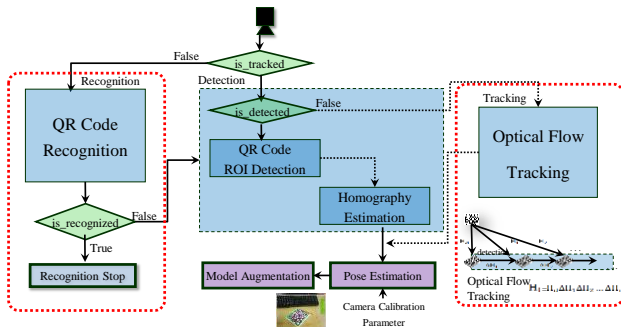 False
is_tracked
Recognition
Detection
is_detected
False
Tracking
QR Code
Recognition
QR Code
ROI Detection
Optical Flow
Tracking
Homography
Estimation
is_recognized
False
True
Recognition Stop
Model Augmentation
Pose Estimation
Camera Calibration
Parameter
detection
Optical Flow
Tracking